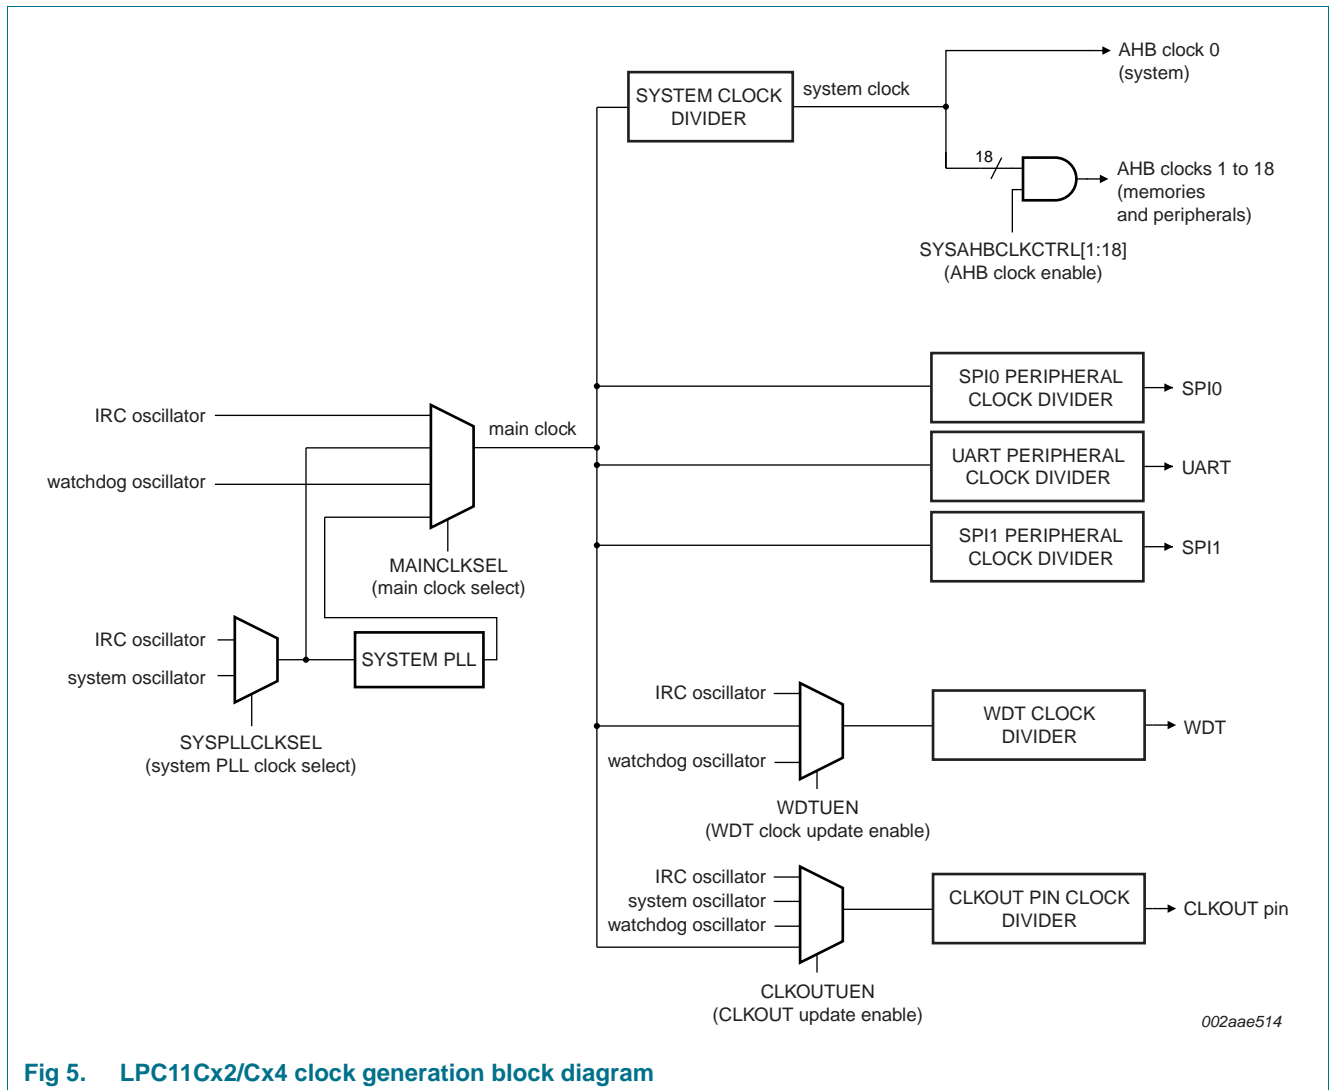 AHB clock 0
(system)
SYSTEM CLOCK
DIVIDER
system clock
18
AHB clocks 1 to 18
(memories
and peripherals)
SYSAHBCLKCTRL[1:18]
(AHB clock enable)
SPI0 PERIPHERAL
CLOCK DIVIDER
SPI0
IRC oscillator
main clock
watchdog oscillator
UART PERIPHERAL
CLOCK DIVIDER
UART
MAINCLKSEL
(main clock select)
SPI1 PERIPHERAL
CLOCK DIVIDER
SPI1
IRC oscillator
system oscillator
SYSTEM PLL
SYSPLLCLKSEL
(system PLL clock select)
IRC oscillator
watchdog oscillator
WDT CLOCK
DIVIDER
WDT
WDTUEN
(WDT clock update enable)
IRC oscillator
system oscillator
watchdog oscillator
CLKOUT PIN CLOCK
DIVIDER
CLKOUT pin
CLKOUTUEN
(CLKOUT update enable)
002aae514
Fig 5. LPC11Cx2/Cx4 clock generation block diagram